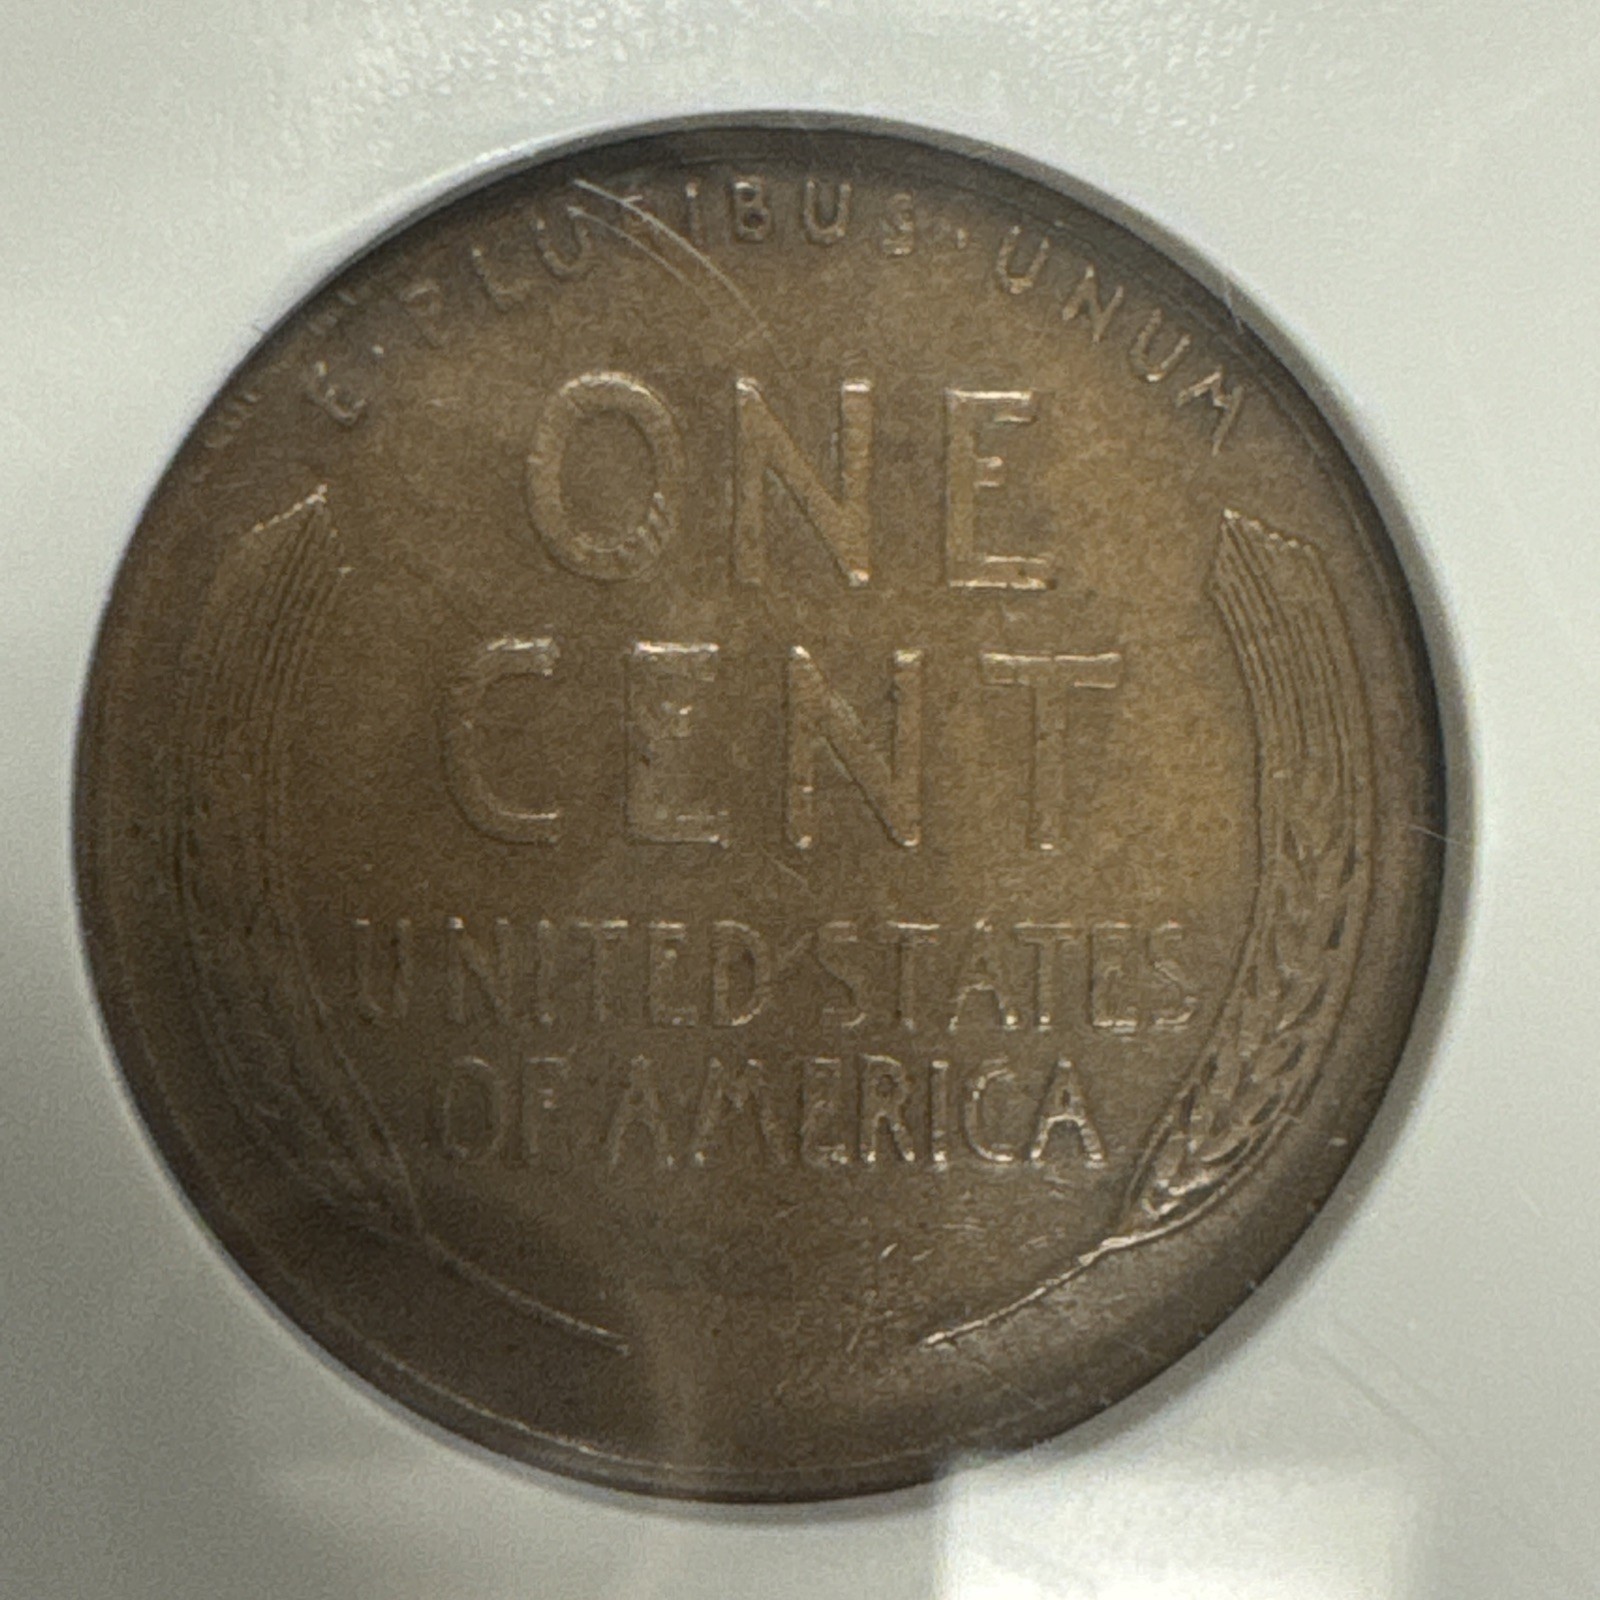 E·PLURIBUS·UNUM
ONE
CENT
UNITED STATES
OF AMERICA